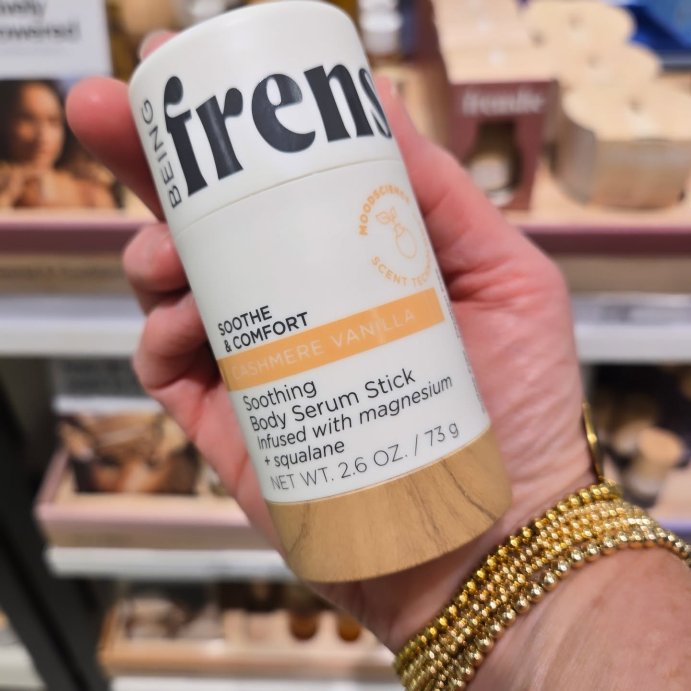 BEING
frens
MOODSCIENCE
SCENT TECH
SOOTHE
& COMFORT
CASHMERE VANILLA
Soothing
Body Serum Stick
Infused with magnesium
+ squalane
NET WT. 2.6 OZ. / 73 g